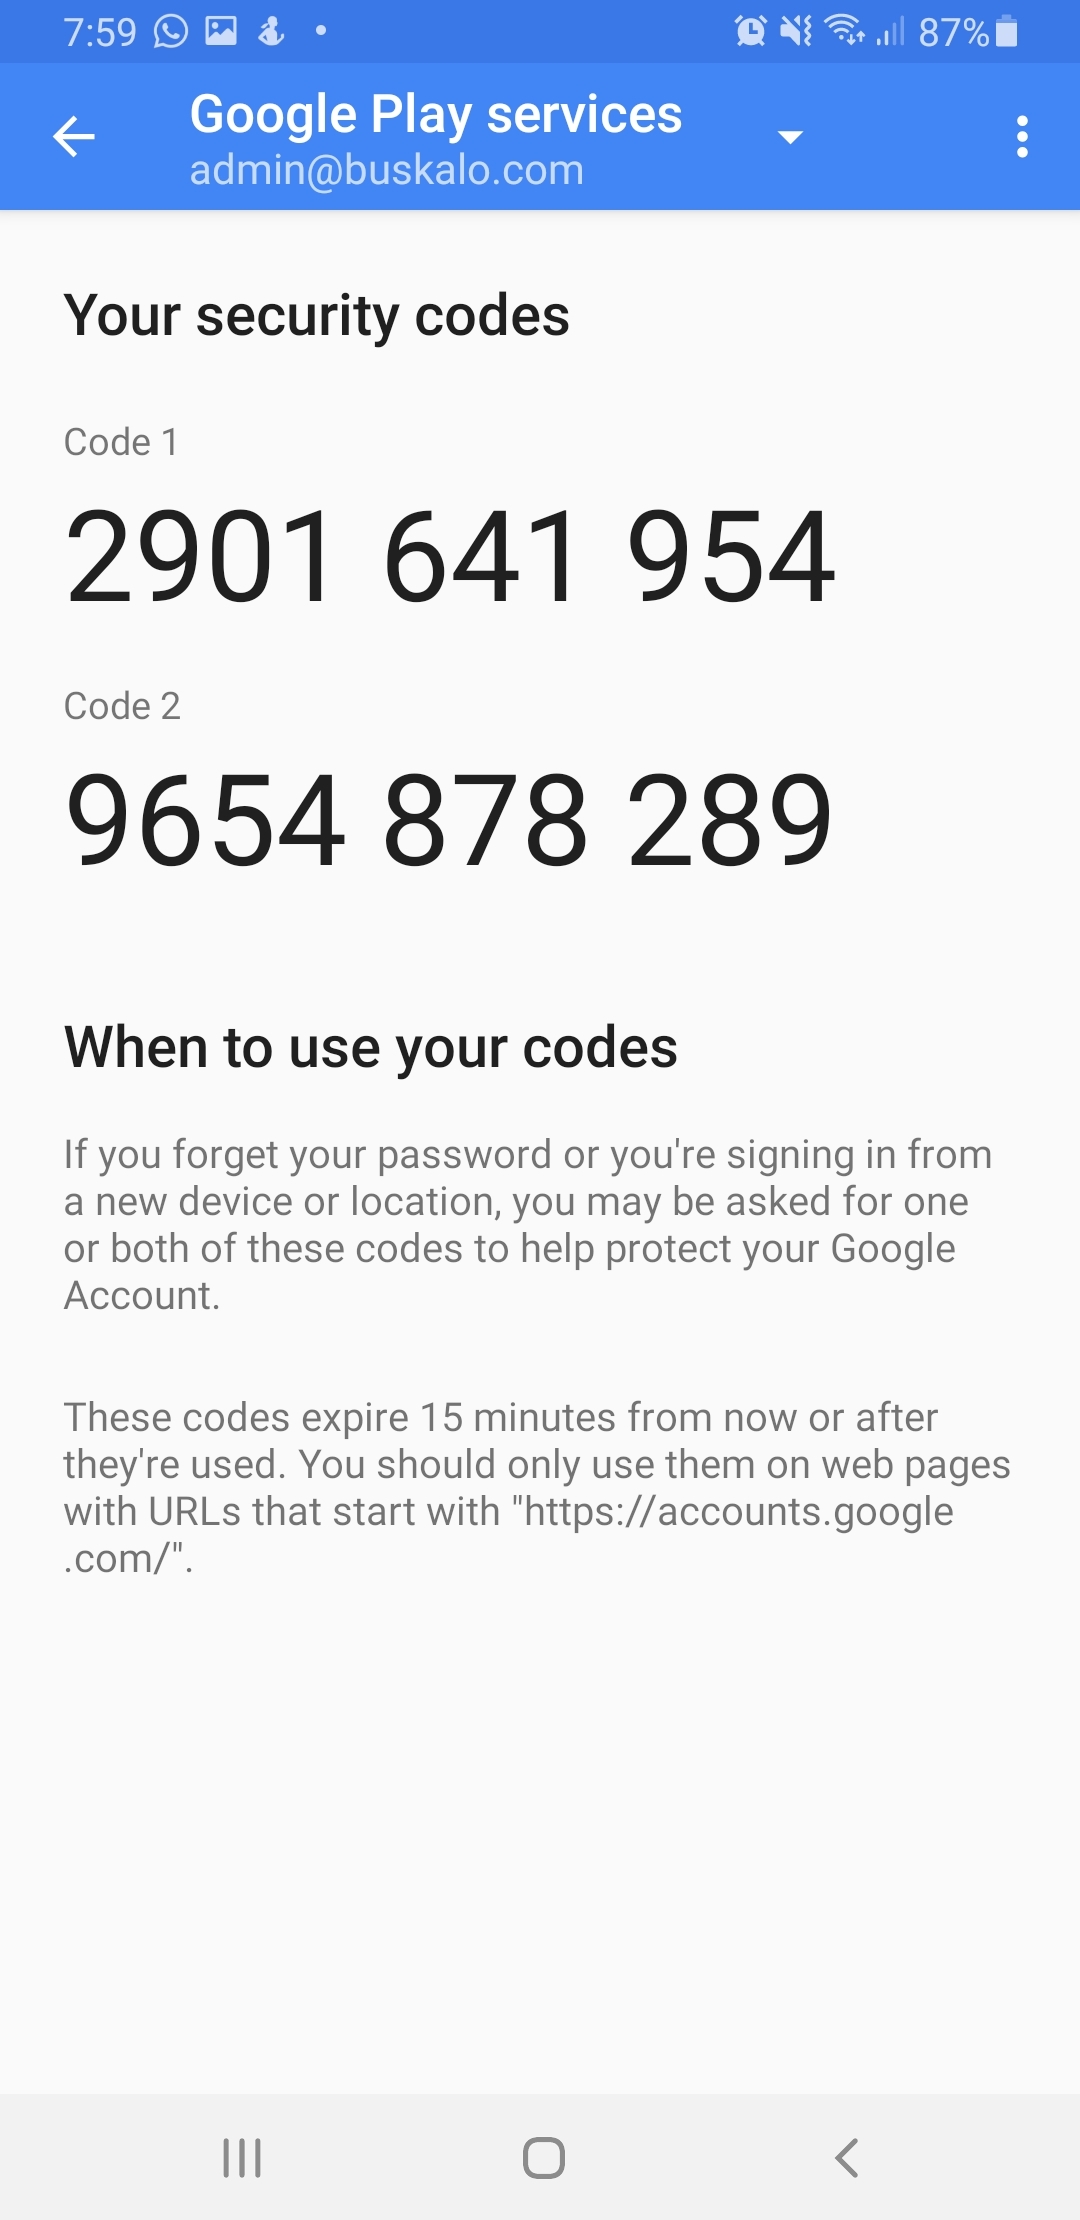 7:59
87%
Google Play services
admin@buskalo.com
Your security codes
Code 1
2901 641 954
Code 2
9654 878 289
When to use your codes
If you forget your password or you're signing in from
a new device or location, you may be asked for one
or both of these codes to help protect your Google
Account.
These codes expire 15 minutes from now or after
they're used. You should only use them on web pages
with URLs that start with "https://accounts.google
.com/".